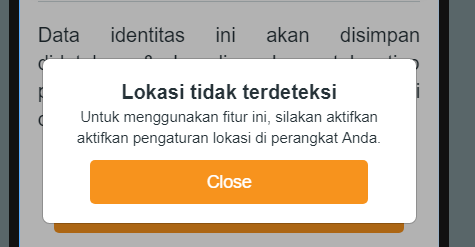 Data identitas ini akan disimpan
Lokasi tidak terdeteksi
Untuk menggunakan fitur ini, silakan aktifkan
aktifkan pengaturan lokasi di perangkat Anda.
Close